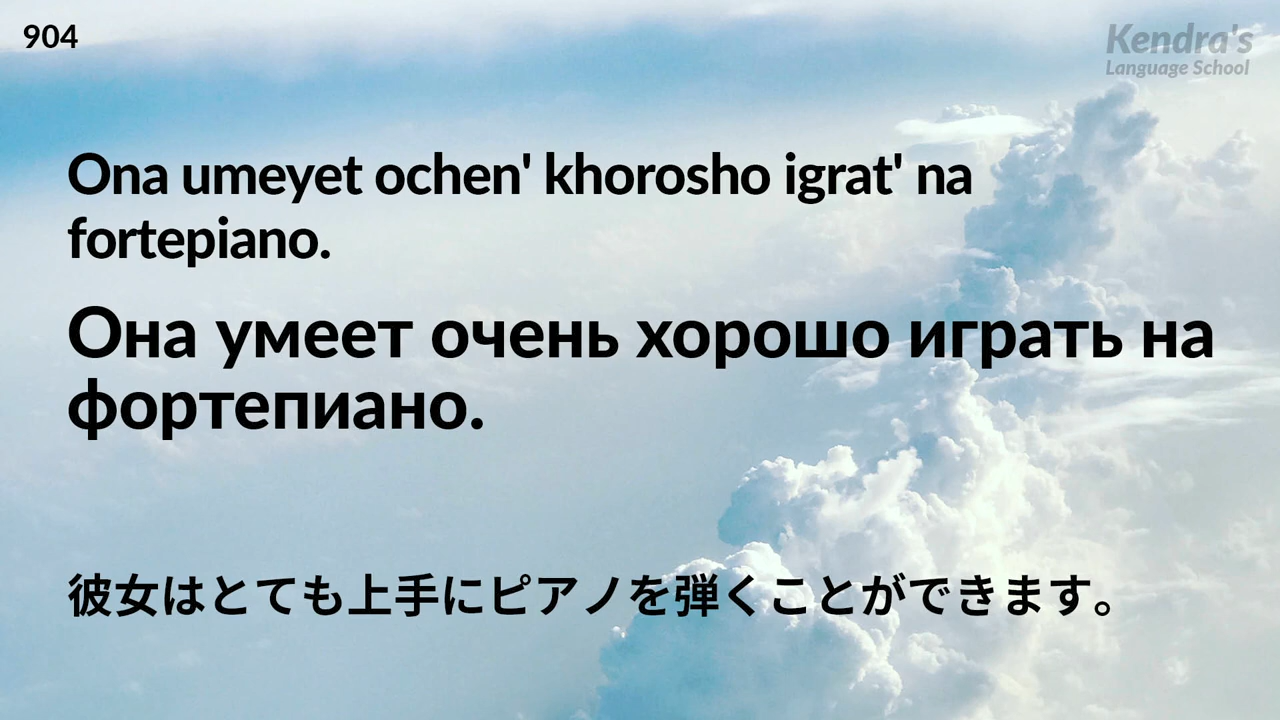 904
Kendra's
Language School
Ona umeyet ochen' khorosho igrat' na
fortepiano.
Она умеет очень хорошо играть на
фортепиано.
彼女はとても上手にピアノを弾くことができます。